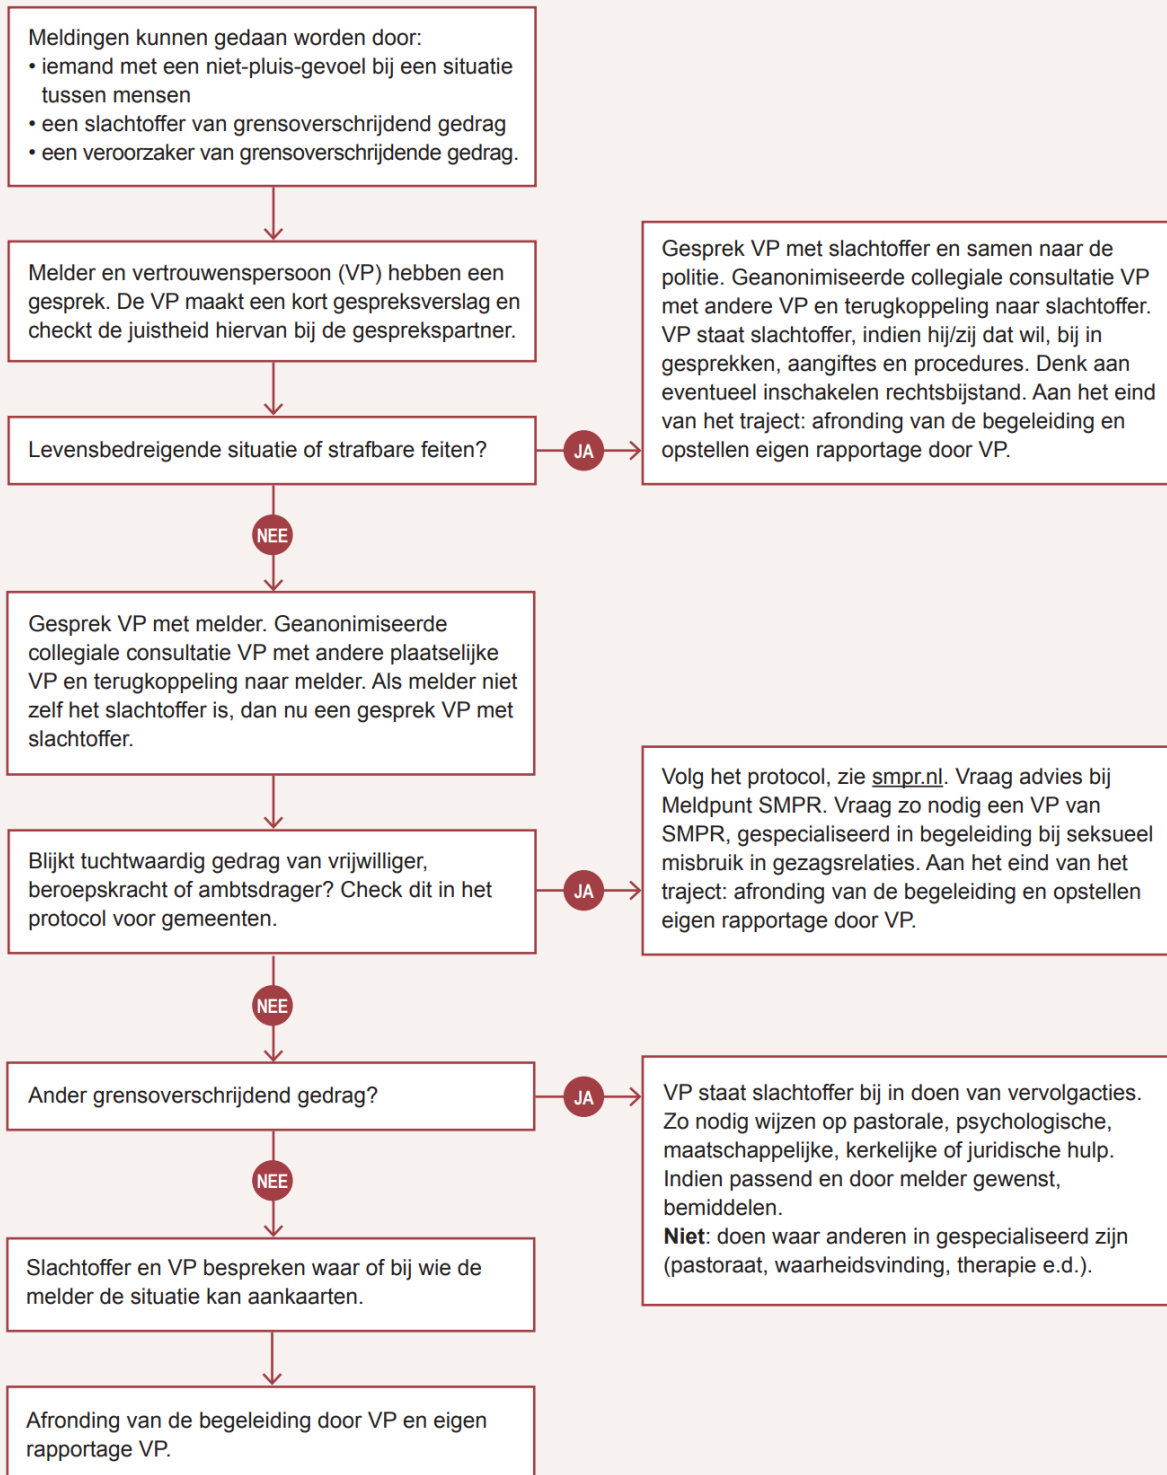 Meldingen kunnen gedaan worden door:
• iemand met een niet-pluis-gevoel bij een situatie
tussen mensen
• een slachtoffer van grensoverschrijdend gedrag
• een veroorzaker van grensoverschrijdende gedrag.
Melder en vertrouwenspersoon (VP) hebben een
gesprek. De VP maakt een kort gespreksverslag en
checkt de juistheid hiervan bij de gesprekspartner.
Levensbedreigende situatie of strafbare feiten?
JA
Gesprek VP met slachtoffer en samen naar de
politie. Geanonimiseerde collegiale consultatie VP
met andere VP en terugkoppeling naar slachtoffer.
VP staat slachtoffer, indien hij/zij dat wil, bij in
gesprekken, aangiftes en procedures. Denk aan
eventueel inschakelen rechtsbijstand. Aan het eind
van het traject: afronding van de begeleiding en
opstellen eigen rapportage door VP.
NEE
Gesprek VP met melder. Geanonimiseerde
collegiale consultatie VP met andere plaatselijke
VP en terugkoppeling naar melder. Als melder niet
zelf het slachtoffer is, dan nu een gesprek VP met
slachtoffer.
Blijkt tuchtwaardig gedrag van vrijwilliger,
beroepskracht of ambtsdrager? Check dit in het
protocol voor gemeenten.
JA
Volg het protocol, zie smpr.nl. Vraag advies bij
Meldpunt SMPR. Vraag zo nodig een VP van
SMPR, gespecialiseerd in begeleiding bij seksueel
misbruik in gezagsrelaties. Aan het eind van het
traject: afronding van de begeleiding en opstellen
eigen rapportage door VP.
NEE
Ander grensoverschrijdend gedrag?
JA
VP staat slachtoffer bij in doen van vervolgacties.
Zo nodig wijzen op pastorale, psychologische,
maatschappelijke, kerkelijke of juridische hulp.
Indien passend en door melder gewenst,
bemiddelen.
Niet: doen waar anderen in gespecialiseerd zijn
(pastoraat, waarheidsvinding, therapie e.d.).
NEE
Slachtoffer en VP bespreken waar of bij wie de
melder de situatie kan aankaarten.
Afronding van de begeleiding door VP en eigen
rapportage VP.